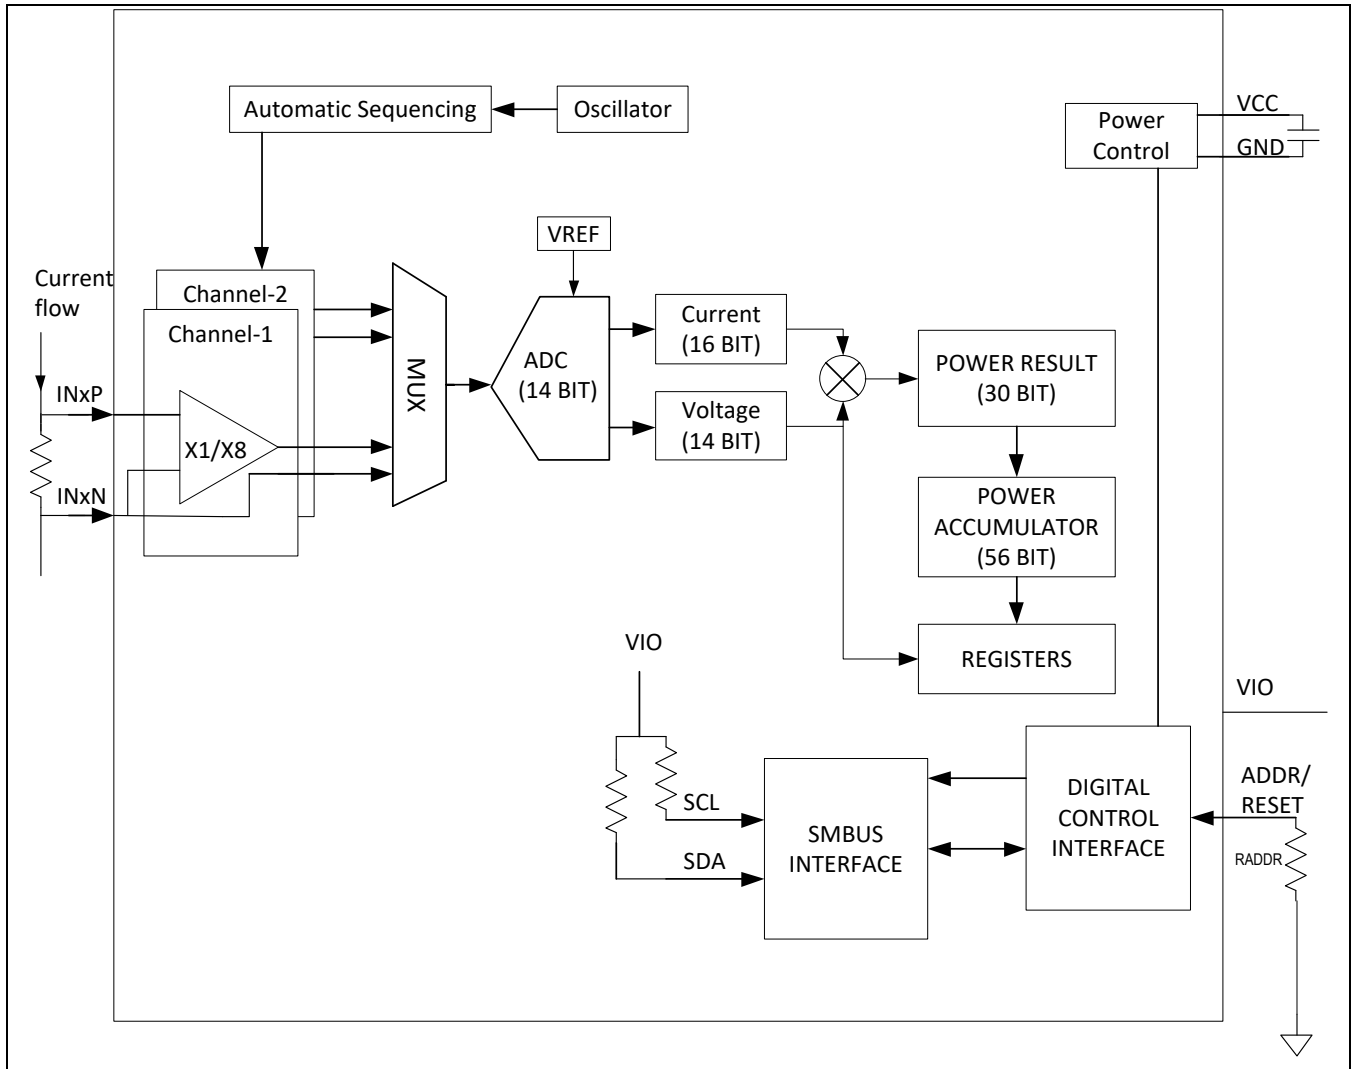 Automatic Sequencing
Oscillator
Power
Control
VCC
GND
VREF
Current
flow
Channel-2
Channel-1
MUX
ADC
(14 BIT)
Current
(16 BIT)
Voltage
(14 BIT)
POWER RESULT
(30 BIT)
INxP
X1/X8
INxN
POWER
ACCUMULATOR
(56 BIT)
REGISTERS
VIO
VIO
SCL
SDA
SMBUS
INTERFACE
DIGITAL
CONTROL
INTERFACE
ADDR/
RESET
RADDR